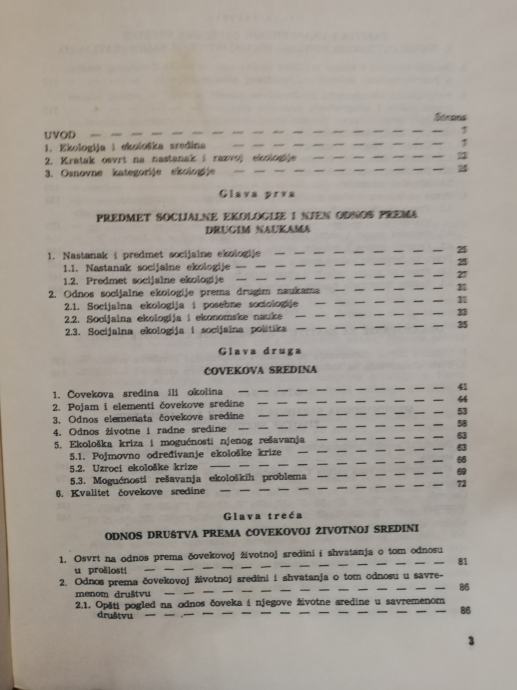 Strana
UVOD — — — — — — — — — — — — — — — 7
1. Ekologija i ekološka sredina — — — — — — — — — 7
2. Kratak osvrt na nastanak i razvoj ekologije — — — — — —
3. Osnovne kategorije ekologije — — — — — — — — —
Glava prva
PREDMET SOCIJALNE EKOLOGIJE I NJEN ODNOS PREMA
DRUGIM NAUKAMA
1. Nastanak i predmet socijalne ekologije — — — — — — — 25
1.1. Nastanak socijalne ekologije — — — — — — — — 25
1.2. Predmet socijalne ekologije — — — — — — — — 27
2. Odnos socijalne ekologije prema drugim naukama — — — — — 31
2.1. Socijalna ekologija i posebne sociologije — — — — — — 31
2.2. Socijalna ekologija i ekonomske nauke — — — — — — 33
2.3. Socijalna ekologija i socijalna politika — — — — — — 35
Glava druga
ČOVEKOVA SREDINA
1. Čovekova sredina ili okolina — — — — — — — — — 41
2. Pojam i elementi čovekove sredine — — — — — — — — 44
3. Odnos elemenata čovekove sredine — — — — — — — — 53
4. Odnos životne i radne sredine — — — — — — — — — 58
5. Ekološka kriza i mogućnosti njenog rešavanja — — — — — — 63
5.1. Pojmovno određivanje ekološke krize — — — — — — — 63
5.2. Uzroci ekološke krize — — — — — — — — — — 66
5.3. Mogućnosti rešavanja ekoloških problema — — — — — — 69
6. Kvalitet čovekove sredine — — — — — — — — — — 72
Glava treća
ODNOS DRUŠTVA PREMA ČOVEKOVOJ ŽIVOTNOJ SREDINI
1. Osvrt na odnos prema čovekovoj životnoj sredini i shvatanja o tom odnosu
u prošlosti — — — — — — — — — — — — — 81
2. Odnos prema čovekovoj životnoj sredini i shvatanja o tom odnosu u savre-
menom društvu — — — — — — — — — — — — 86
2.1. Opšti pogled na odnos čoveka i njegove životne sredine u savremenom
društvu — — — — — — — — — — — — — 86
3